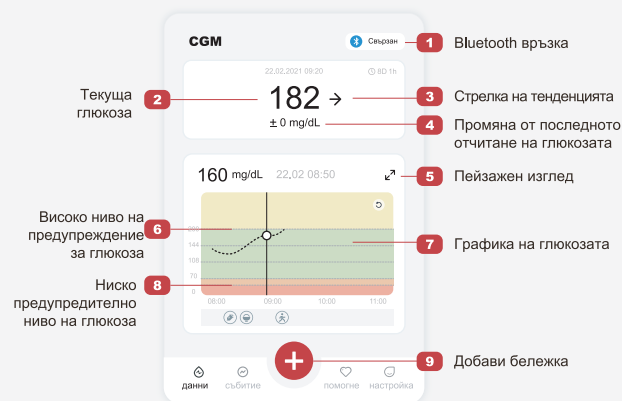 CGM
Свързан
1
Bluetooth връзка
22.02.2021 09:20
8D 1h
Текуща
глюкоза
2
182
3
Стрелка на тенденцията
± 0 mg/dL
4
Промяна от последното
отчитане на глюкозата
160 mg/dL
22.02 08:50
5
Пейзажен изглед
Високо ниво на
предупреждение
за глюкоза
6
7
Графика на глюкозата
144
108
70
0
Ниско
предупредително
ниво на глюкоза
8
08:00
09:00
10:00
11:00
9
Добави бележка
данни
събитие
помогне
настройка